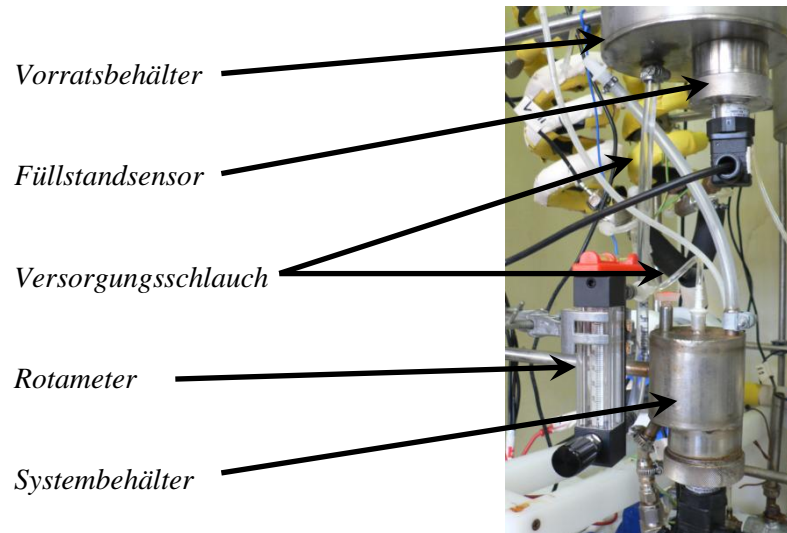 Vorratsbehälter
Füllstandsensor
Versorgungsschlauch
Rotameter
Systembehälter